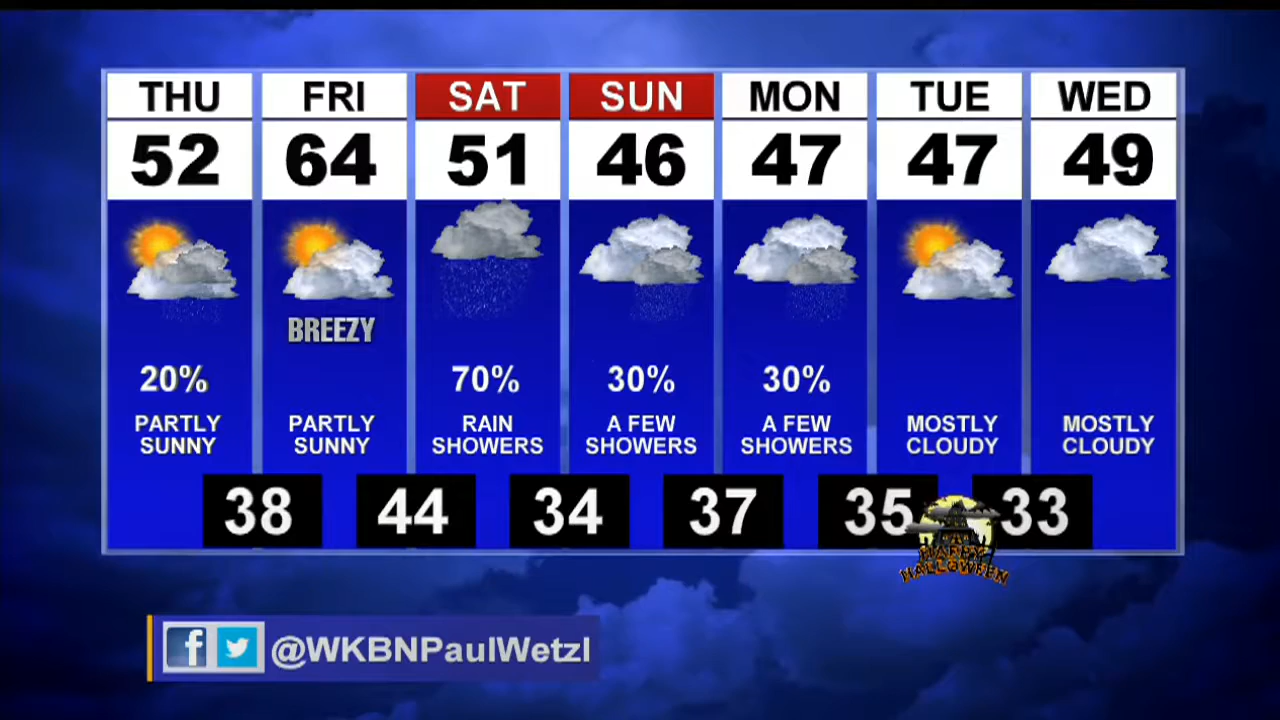 THU FRI SAT SUN MON TUE WED
52 64 51 46 47 47 49
BREEZY
20% 70% 30% 30%
PARTLY SUNNY PARTLY SUNNY RAIN SHOWERS A FEW SHOWERS A FEW SHOWERS MOSTLY CLOUDY MOSTLY CLOUDY
38 44 34 37 35 33
HAPPY
HALLOWEEN
f @WKBNPaulWetzl